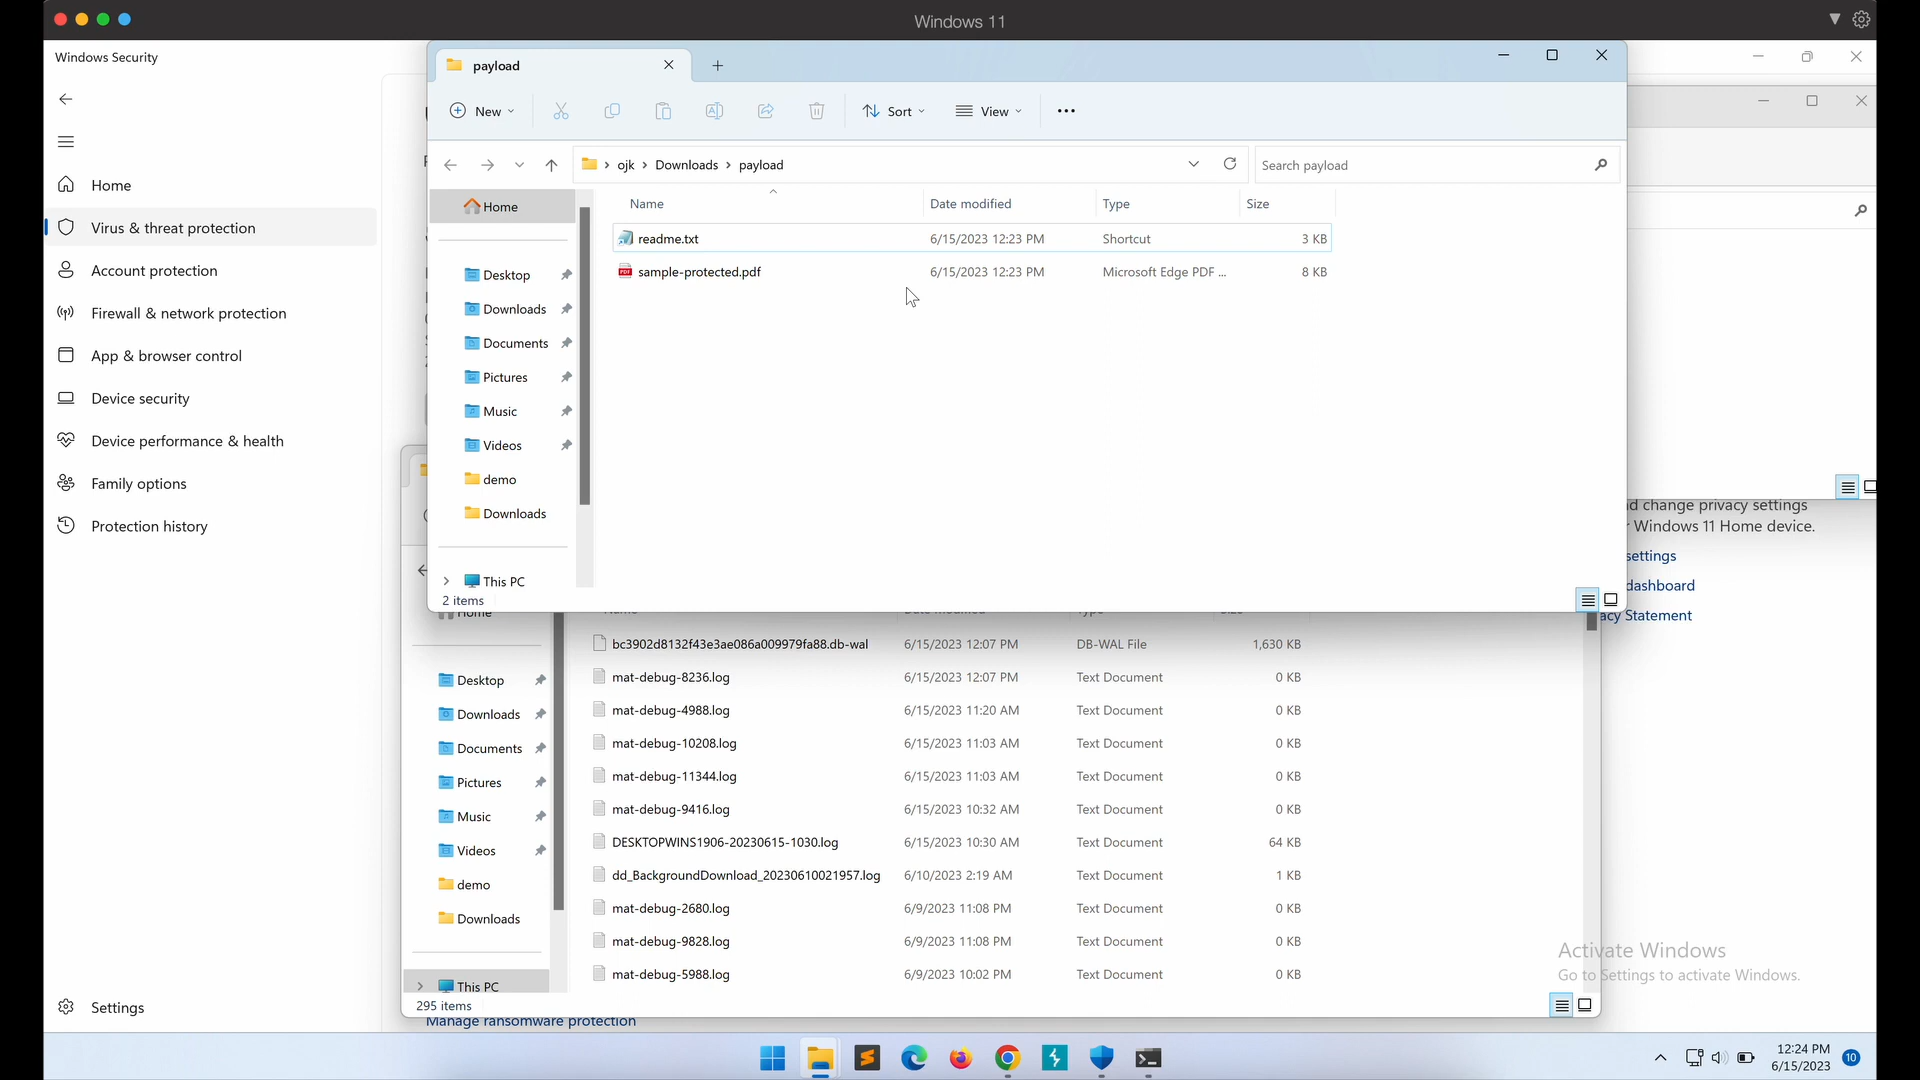 Windows 11
Windows Security
Home
Virus & threat protection
Account protection
Firewall & network protection
App & browser control
Device security
Device performance & health
Family options
Protection history
Settings
payload
New
Sort
View
ojk
Downloads
payload
Search payload
Name
Date modified
Type
Size
Home
readme.txt 6/15/2023 12:23 PM Shortcut 3 KB
sample-protected.pdf 6/15/2023 12:23 PM Microsoft Edge PDF ... 8 KB
PDF
Desktop
Downloads
Documents
Pictures
Music
Videos
demo
Downloads
This PC
2 items
Home
bc3902d8132f43e3ae086a009979fa88.db-wal 6/15/2023 12:07 PM DB-WAL File 1,630 KB
mat-debug-8236.log 6/15/2023 12:07 PM Text Document 0 KB
mat-debug-4988.log 6/15/2023 11:20 AM Text Document 0 KB
mat-debug-10208.log 6/15/2023 11:03 AM Text Document 0 KB
mat-debug-11344.log 6/15/2023 11:03 AM Text Document 0 KB
mat-debug-9416.log 6/15/2023 10:32 AM Text Document 0 KB
DESKTOPWINS1906-20230615-1030.log 6/15/2023 10:30 AM Text Document 64 KB
dd_BackgroundDownload_20230610021957.log 6/10/2023 2:19 AM Text Document 1 KB
mat-debug-2680.log 6/9/2023 11:08 PM Text Document 0 KB
mat-debug-9828.log 6/9/2023 11:08 PM Text Document 0 KB
mat-debug-5988.log 6/9/2023 10:02 PM Text Document 0 KB
Desktop
Downloads
Documents
Pictures
Music
Videos
demo
Downloads
This PC
295 items
Manage ransomware protection
change privacy settings
Windows 11 Home device.
settings
dashboard
Statement
Activate Windows
Go to Settings to activate Windows.
12:24 PM
6/15/2023
10